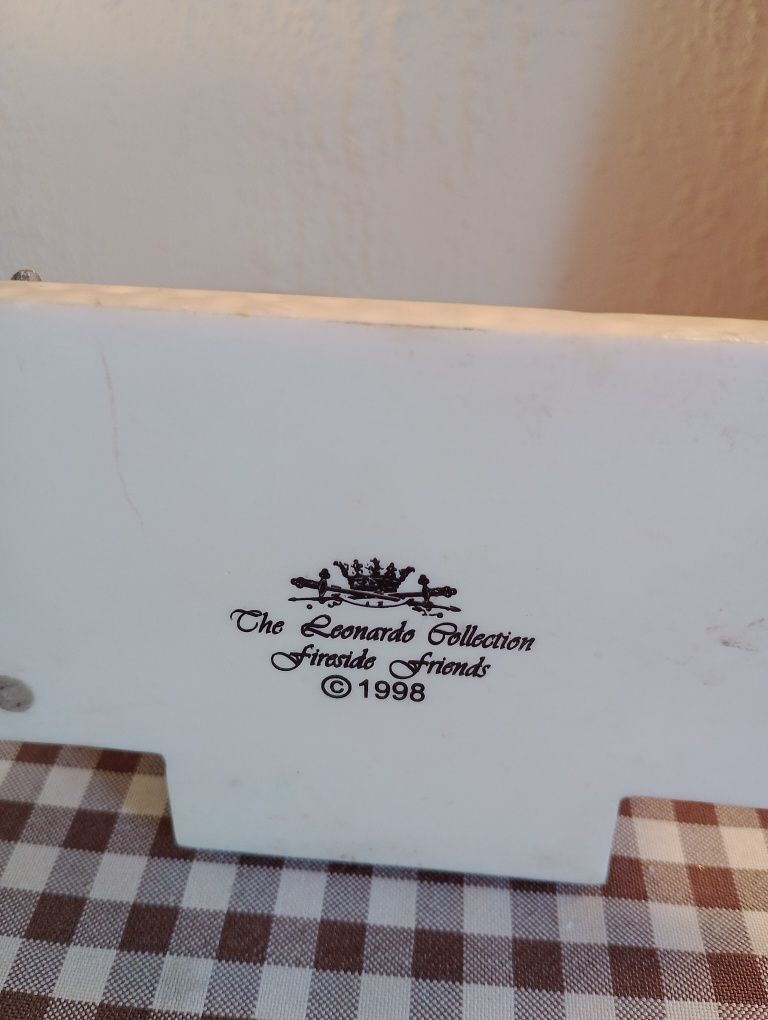 The Leonardo Collection
Fireside Friends
© 1998